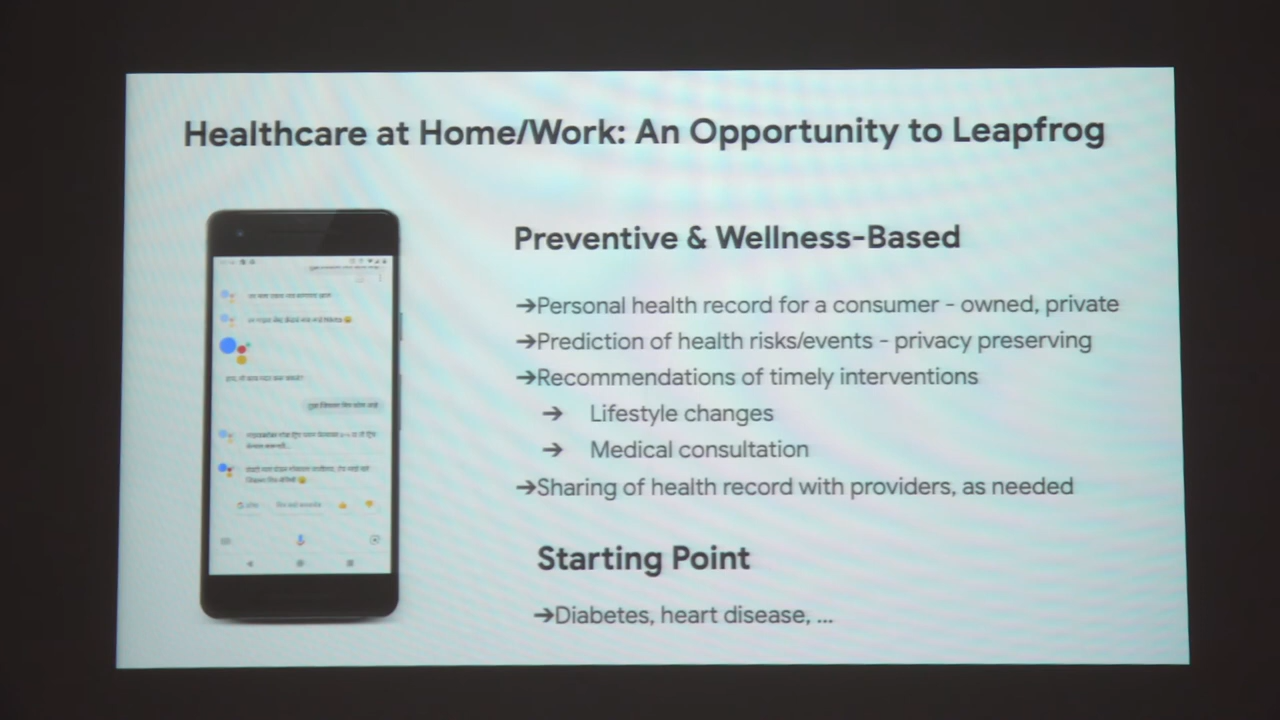 Healthcare at Home/Work: An Opportunity to Leapfrog
Preventive & Wellness-Based
→Personal health record for a consumer - owned, private
→Prediction of health risks/events - privacy preserving
→Recommendations of timely interventions
→ Lifestyle changes
→ Medical consultation
→Sharing of health record with providers, as needed
Starting Point
→Diabetes, heart disease, ...